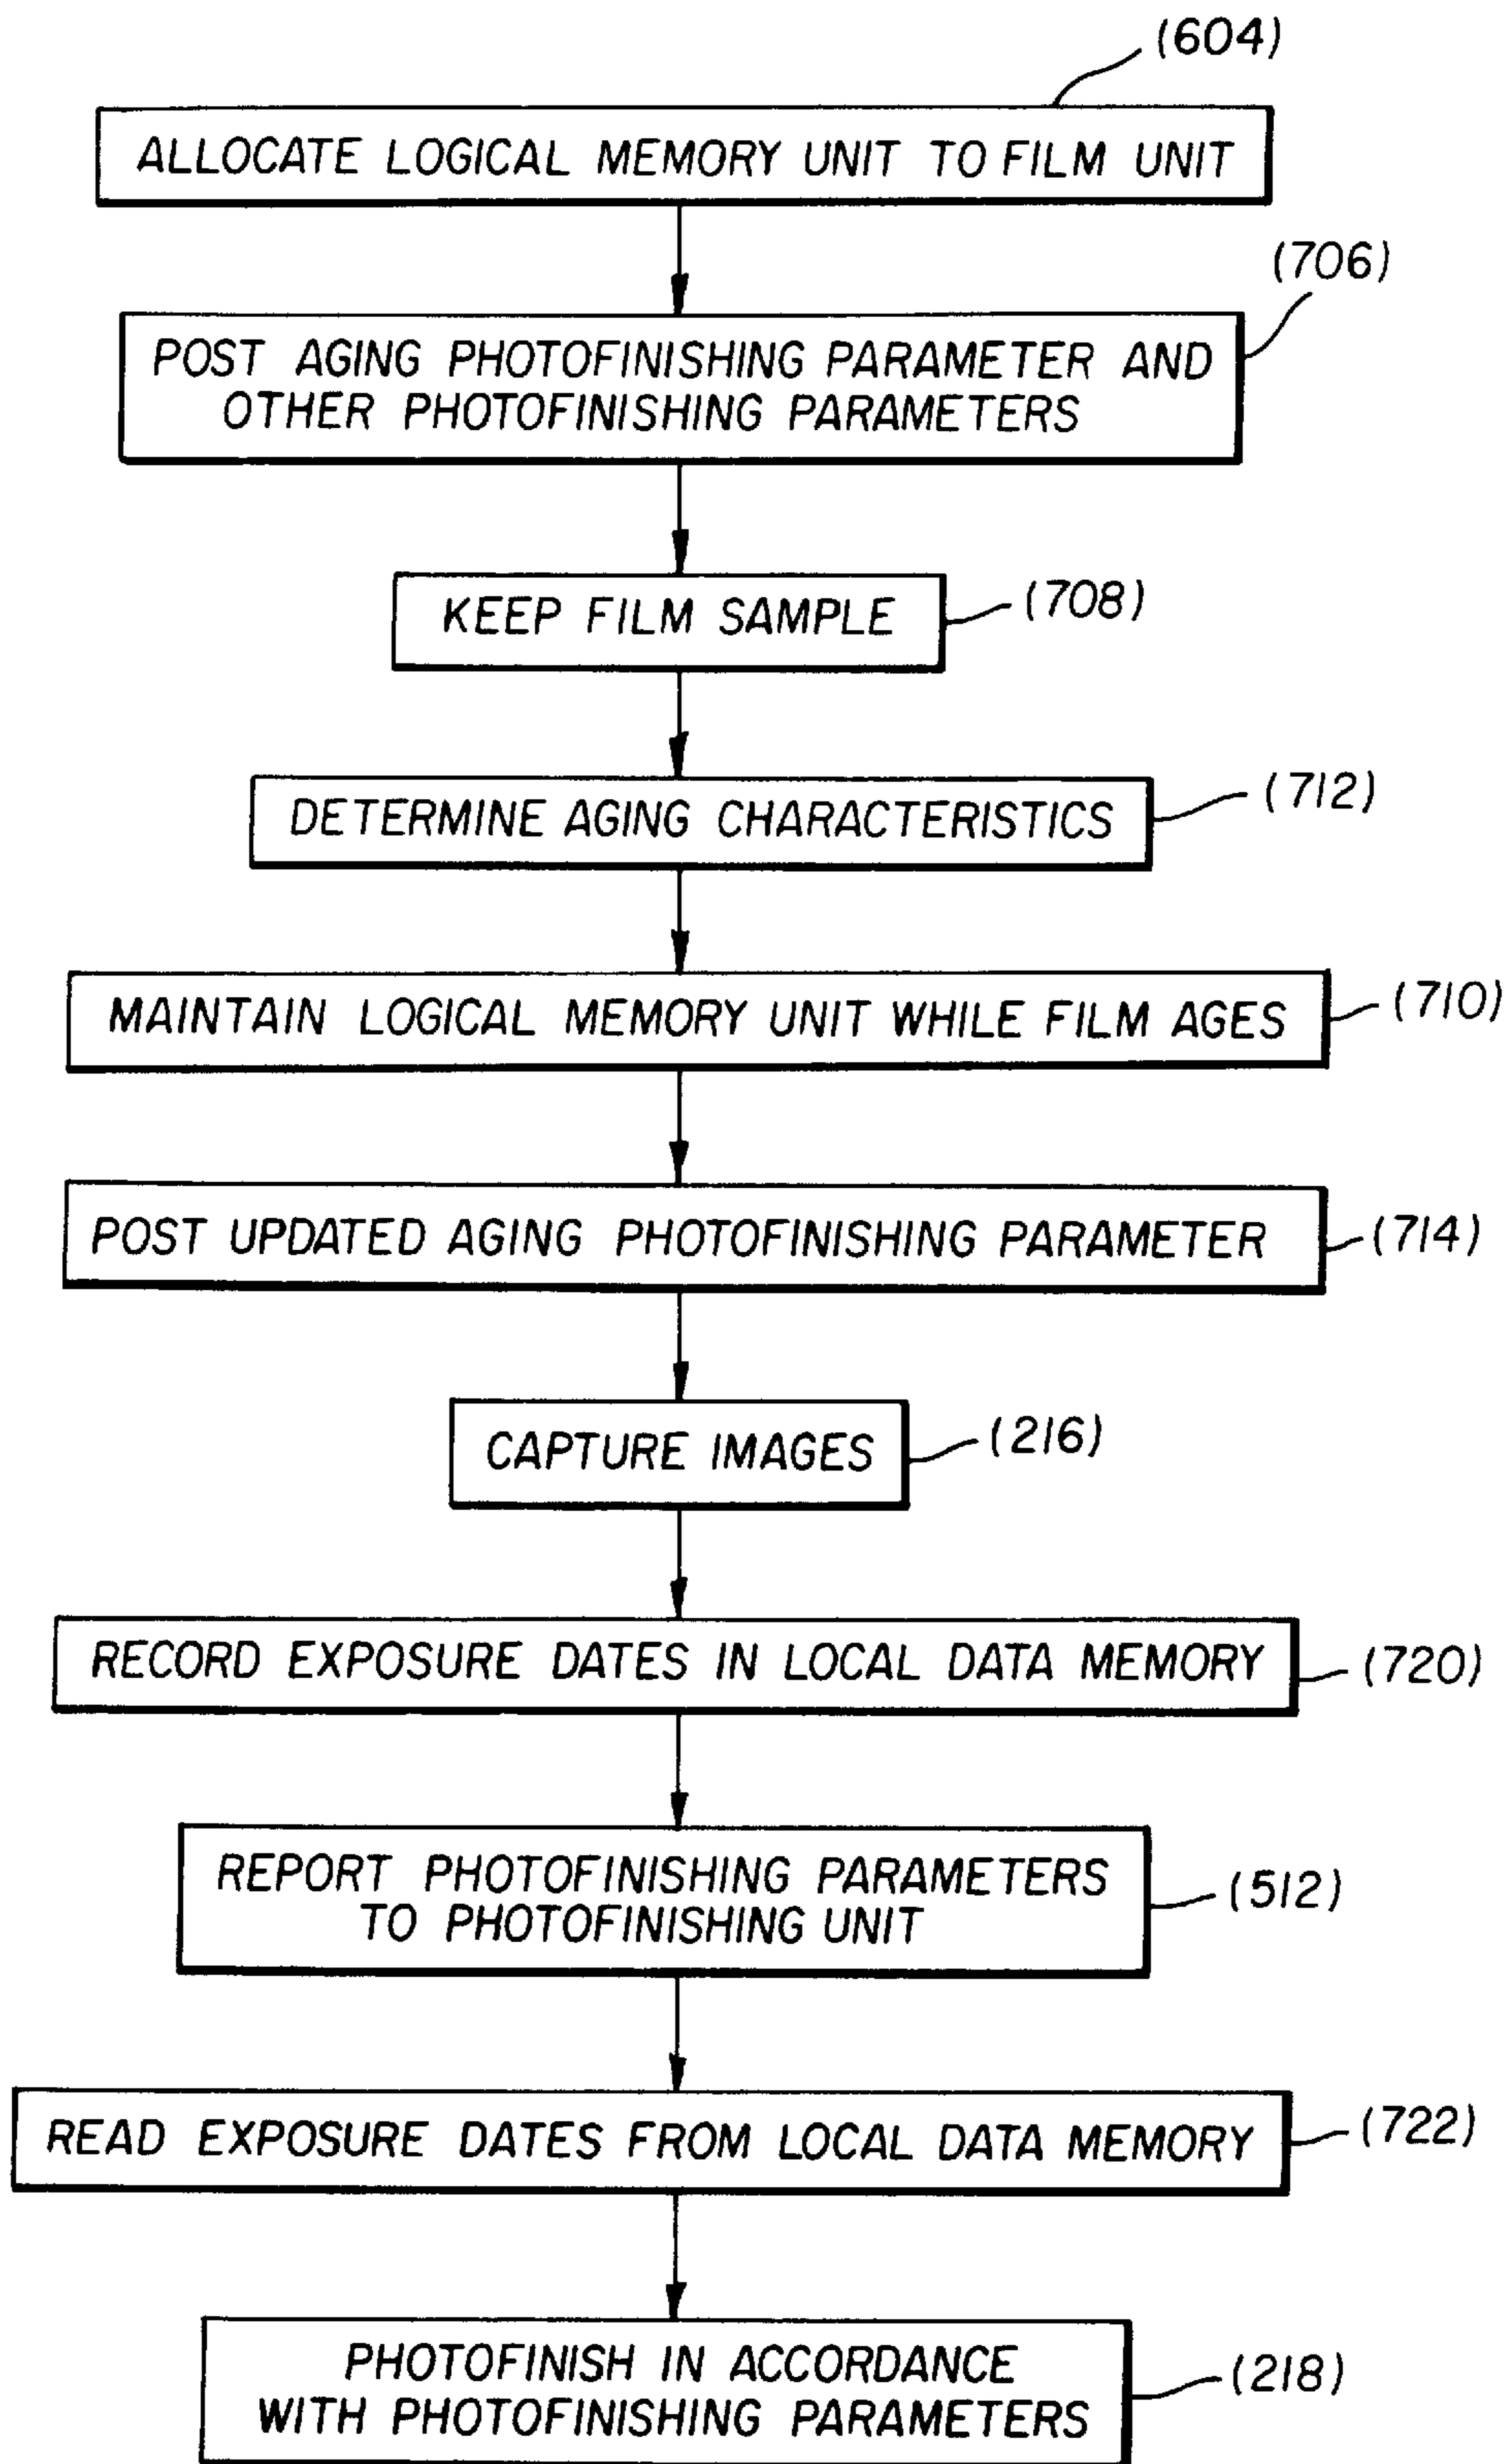 (604)
ALLOCATE LOGICAL MEMORY UNIT TO FILM UNIT
(706)
POST AGING PHOTOFINISHING PARAMETER AND
OTHER PHOTOFINISHING PARAMETERS
KEEP FILM SAMPLE
(708)
DETERMINE AGING CHARACTERISTICS
(712)
MAINTAIN LOGICAL MEMORY UNIT WHILE FILM AGES
(710)
POST UPDATED AGING PHOTOFINISHING PARAMETER
(714)
CAPTURE IMAGES
(216)
RECORD EXPOSURE DATES IN LOCAL DATA MEMORY
(720)
REPORT PHOTOFINISHING PARAMETERS
TO PHOTOFINISHING UNIT
(512)
READ EXPOSURE DATES FROM LOCAL DATA MEMORY
(722)
PHOTOFINISH IN ACCORDANCE
WITH PHOTOFINISHING PARAMETERS
(218)